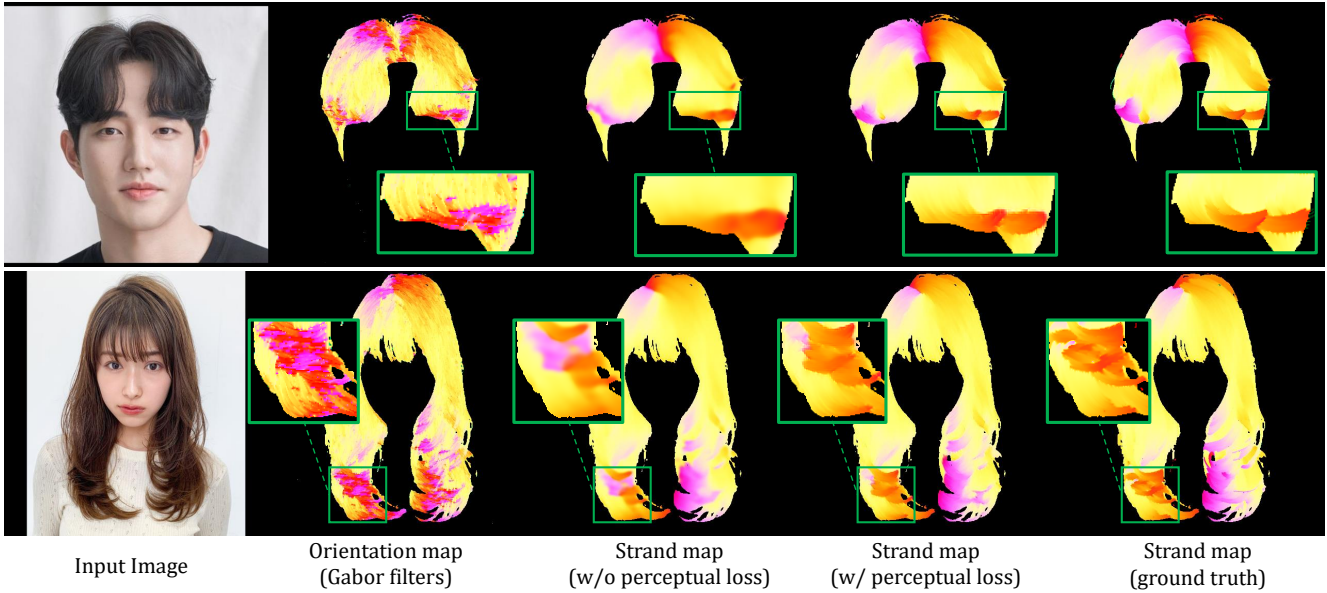 Input Image
Orientation map
(Gabor filters)
Strand map
(w/o perceptual loss)
Strand map
(w/ perceptual loss)
Strand map
(ground truth)